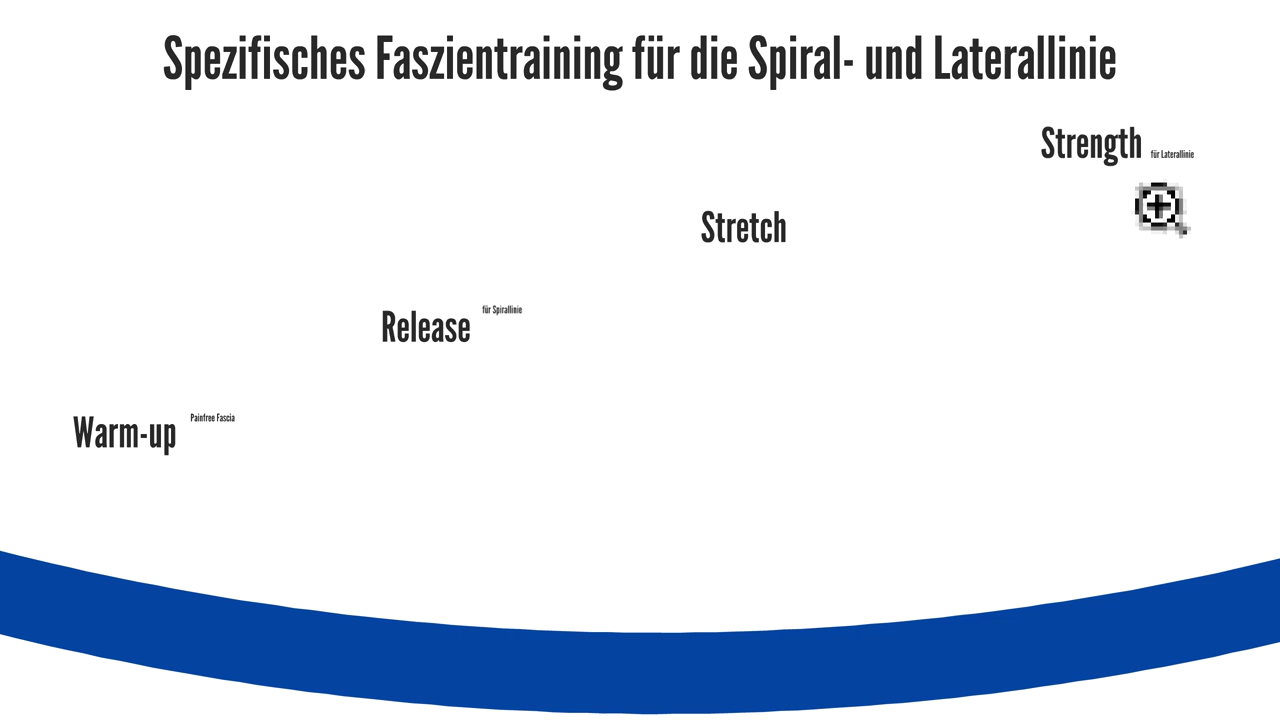 Spezifisches Faszientraining für die Spiral- und Laterallinie
Strength für Laterallinie
Stretch
Release für Spirallinie
Warm-up Painfree Fascia